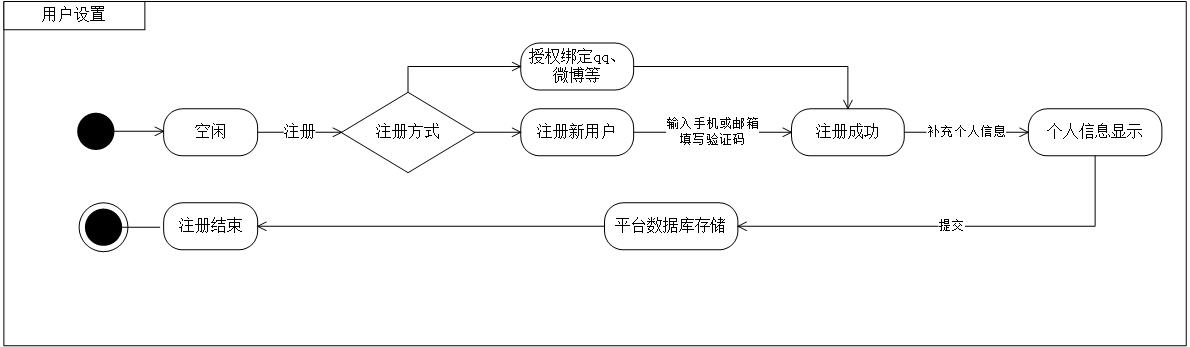 用户设置
授权绑定qq、
微博等
空闲
注册
注册方式
注册新用户
输入手机或邮箱
填写验证码
注册成功
补充个人信息
个人信息显示
注册结束
平台数据库存储
提交